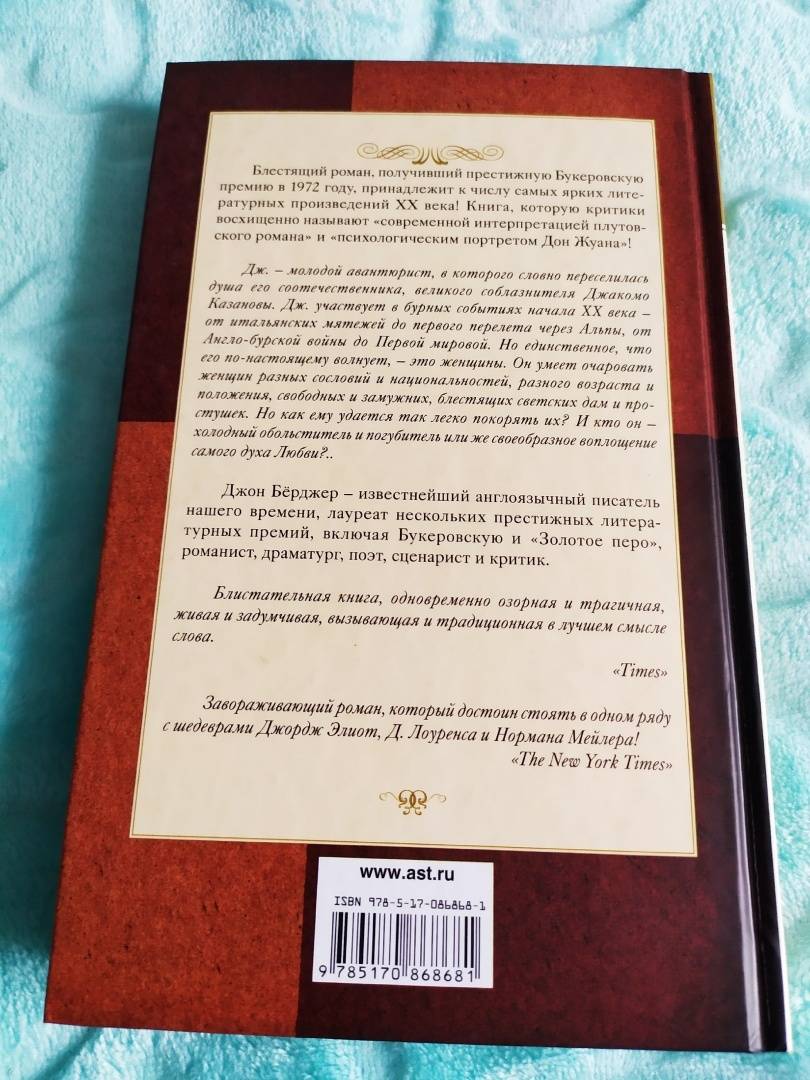 Блестящий роман, получивший престижную Букеровскую
премию в 1972 году, принадлежит к числу самых ярких лите-
ратурных произведений XX века! Книга, которую критики
восхищенно называют «современной интерпретацией плутов-
ского романа» и «психологическим портретом Дон Жуана»!
Дж. – молодой авантюрист, в которого словно переселилась
душа его соотечественника, великого соблазнителя Джакомо
Казановы. Дж. участвует в бурных событиях начала XX века –
от итальянских мятежей до первого перелета через Альпы, от
Англо-бурской войны до Первой мировой. Но единственное, что
его по-настоящему волнует, – это женщины. Он умеет очаровать
женщин разных сословий и национальностей, разного возраста и
положения, свободных и замужних, блестящих светских дам и про-
стушек. Но как ему удается так легко покорять их? И кто он –
холодный обольститель и погубитель или же своеобразное воплощение
самого духа Любви?..
Джон Бёрджер – известнейший англоязычный писатель
нашего времени, лауреат нескольких престижных литера-
турных премий, включая Букеровскую и «Золотое перо»,
романист, драматург, поэт, сценарист и критик.
Блистательная книга, одновременно озорная и трагичная,
живая и задумчивая, вызывающая и традиционная в лучшем смысле
слова.
«Times»
Завораживающий роман, который достоин стоять в одном ряду
с шедеврами Джордж Элиот, Д. Лоуренса и Нормана Мейлера!
«The New York Times»
www.ast.ru
ISBN 978-5-17-086868-1
9 785170 868681